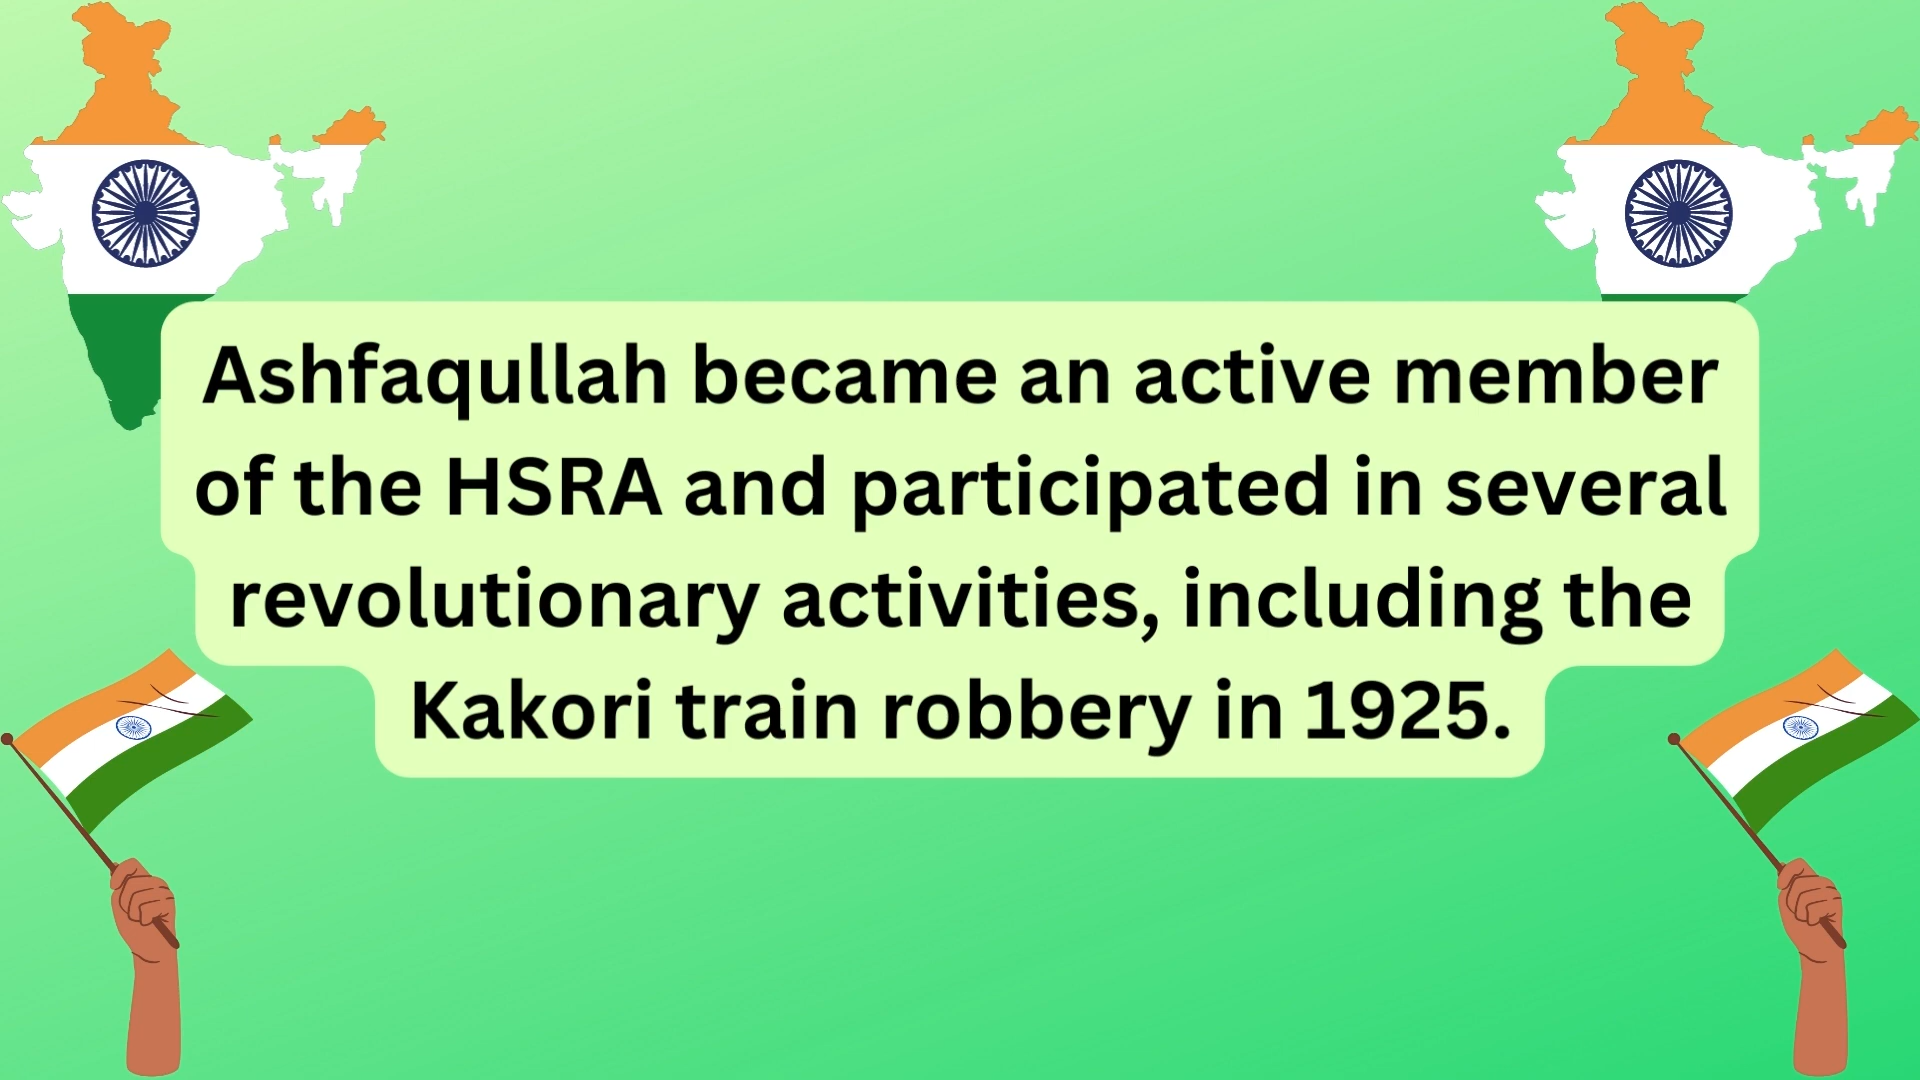 Ashfaqullah became an active member
of the HSRA and participated in several
revolutionary activities, including the
Kakori train robbery in 1925.